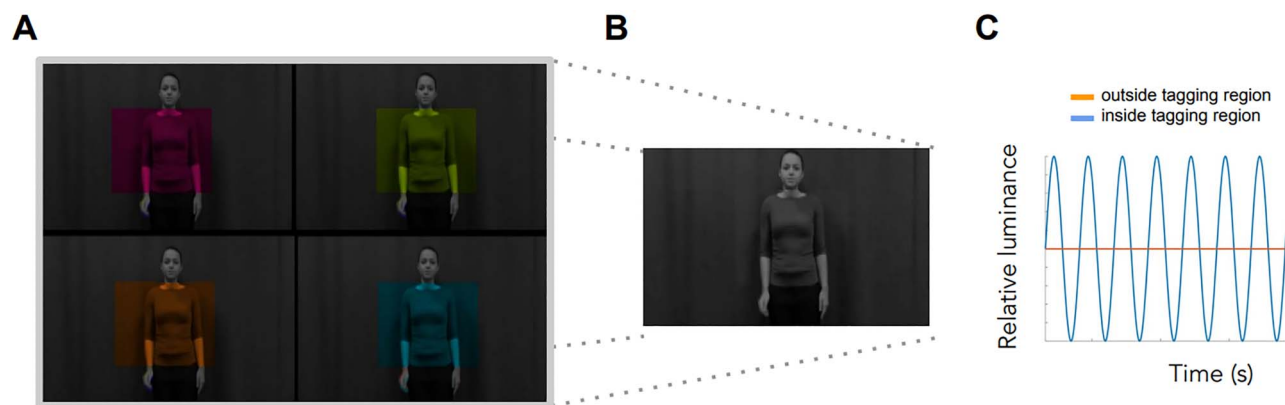 A
B
C
outside tagging region
inside tagging region
Relative luminance
Time (s)